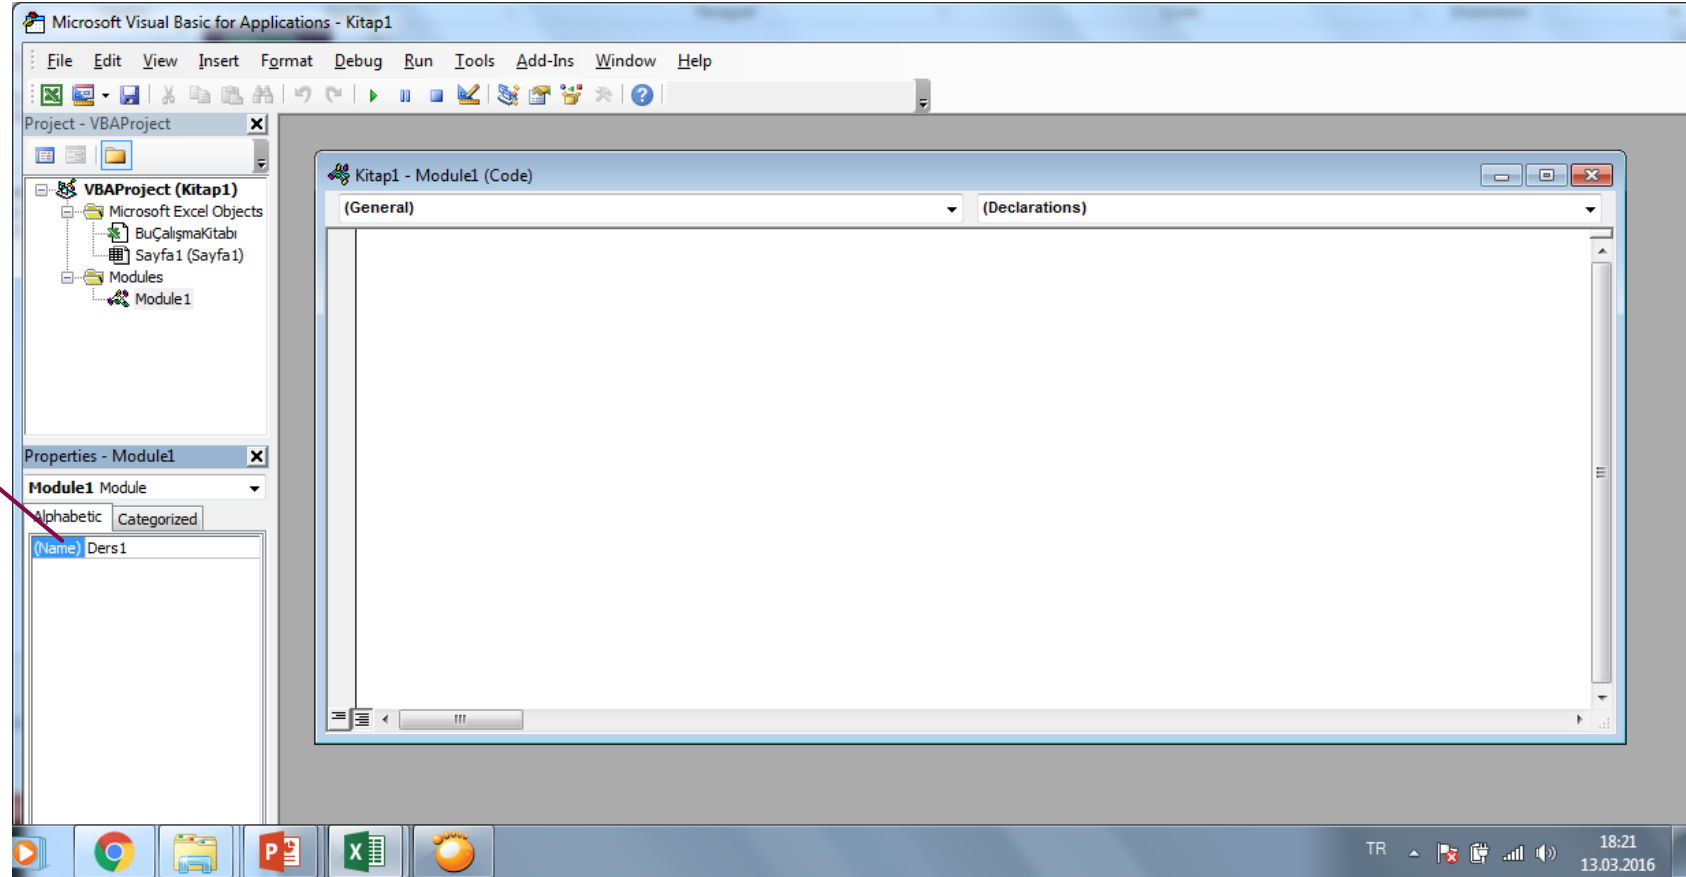 Microsoft Visual Basic for Applications - Kitap1
File Edit View Insert Format Debug Run Tools Add-Ins Window Help
Project - VBAProject
VBAProject (Kitap1)
Microsoft Excel Objects
BuÇalışmaKitabı
Sayfa1 (Sayfa1)
Modules
Module1
Kitap1 - Module1 (Code)
(General)
(Declarations)
Properties - Module1
Module1 Module
Alphabetic Categorized
(Name) Ders1
TR
18:21
13.03.2016